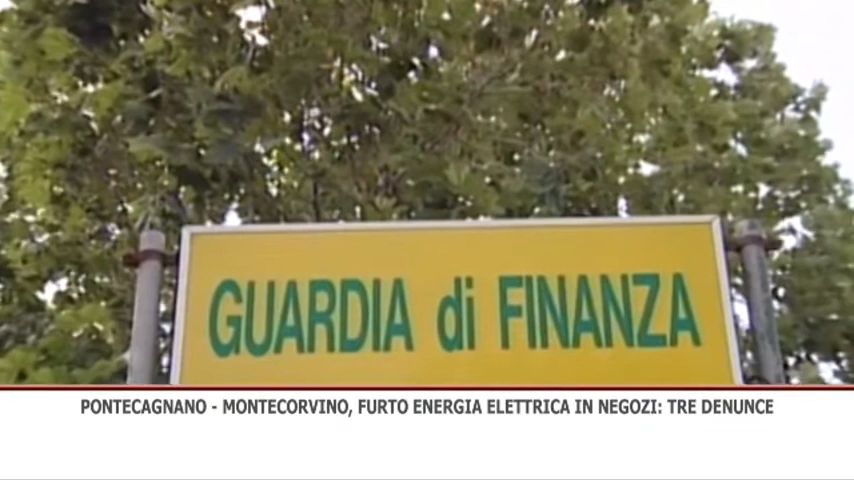 GUARDIA di FINANZA
PONTECAGNANO - MONTECORVINO, FURTO ENERGIA ELETTRICA IN NEGOZI: TRE DENUNCE